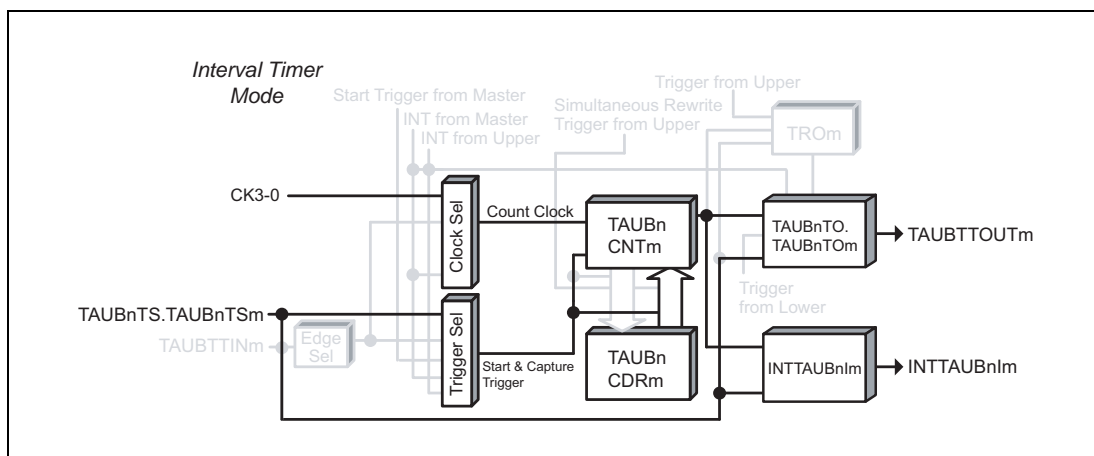 Interval Timer
Mode
Start Trigger from Master
INT from Master
INT from Upper
Simultaneous Rewrite
Trigger from Upper
Trigger from Upper
TROm
CK3-0
Clock Sel
Count Clock
TAUBn
CNTm
TAUBnTO.
TAUBnTOm
TAUBTTOUTm
Trigger
from Lower
TAUBnTS.TAUBnTSm
TAUBTTINm
Edge
Sel
Trigger Sel
Start & Capture
Trigger
TAUBn
CDRm
INTTAUBnIm
INTTAUBnIm